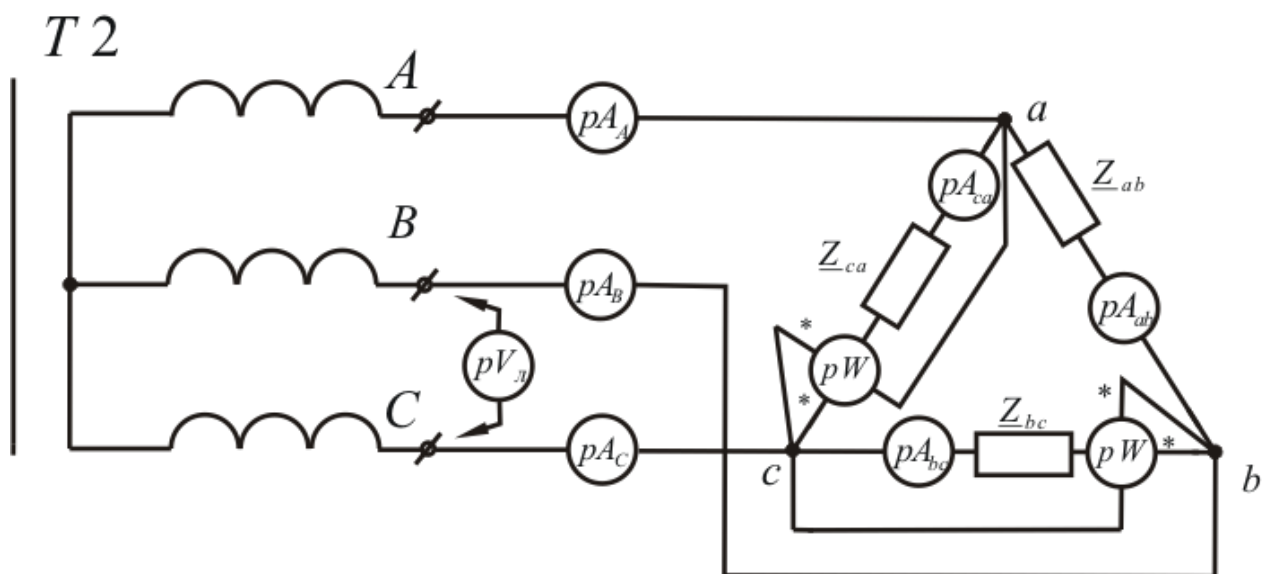 T 2
A
pA_A
a
pA_ca
Z_ab
B
Z_ca
pA_B
pA_ab
*
pV_л
pW
*
*
C
Z_bc
pA_C
pA_bc
pW
*
c
b